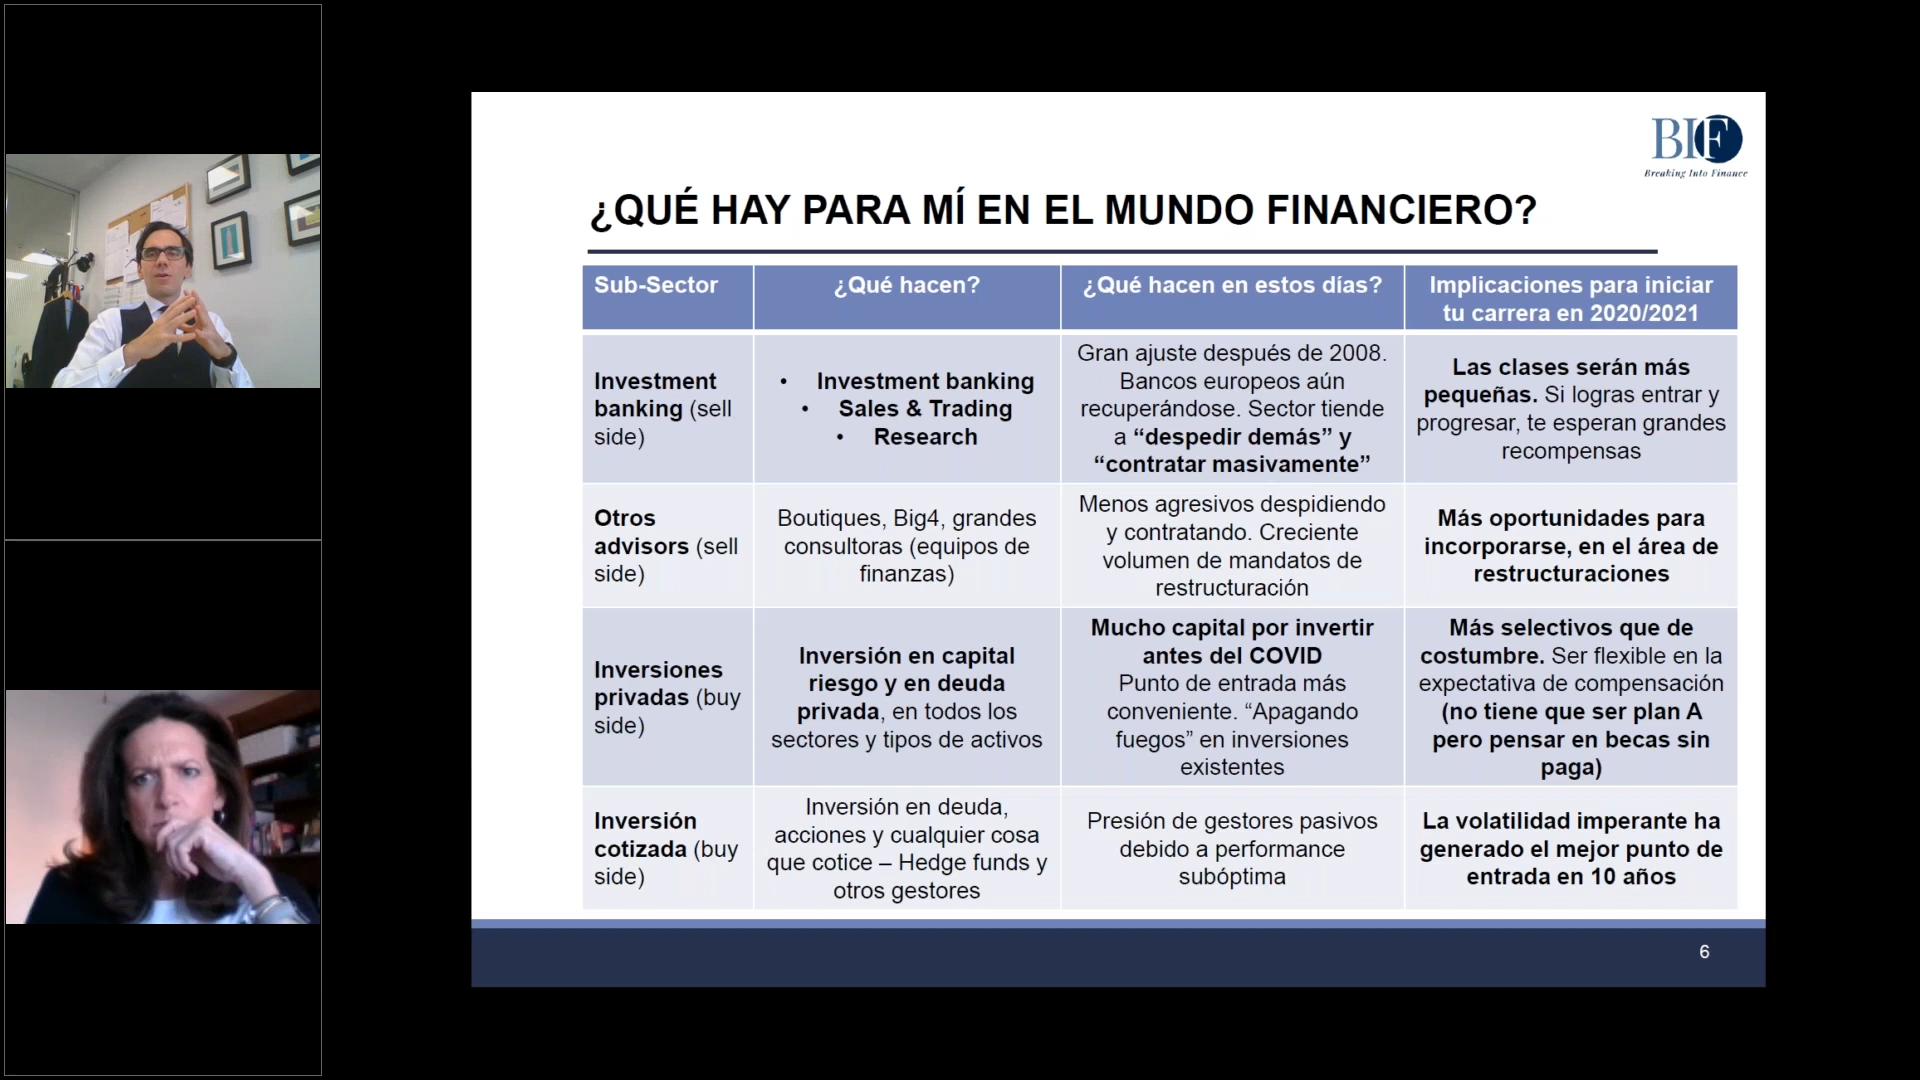 BIF
Breaking Into Finance
¿QUÉ HAY PARA MÍ EN EL MUNDO FINANCIERO?
Sub-Sector
¿Qué hacen?
¿Qué hacen en estos días?
Implicaciones para iniciar
tu carrera en 2020/2021
Investment
banking (sell
side)
• Investment banking
• Sales & Trading
• Research
Gran ajuste después de 2008.
Bancos europeos aún
recuperándose. Sector tiende
a “despedir demás” y
“contratar masivamente”
Las clases serán más
pequeñas. Si logras entrar y
progresar, te esperan grandes
recompensas
Otros
advisors (sell
side)
Boutiques, Big4, grandes
consultoras (equipos de
finanzas)
Menos agresivos despidiendo
y contratando. Creciente
volumen de mandatos de
restructuración
Más oportunidades para
incorporarse, en el área de
restructuraciones
Inversiones
privadas (buy
side)
Inversión en capital
riesgo y en deuda
privada, en todos los
sectores y tipos de activos
Mucho capital por invertir
antes del COVID
Punto de entrada más
conveniente. “Apagando
fuegos” en inversiones
existentes
Más selectivos que de
costumbre. Ser flexible en la
expectativa de compensación
(no tiene que ser plan A
pero pensar en becas sin
paga)
Inversión
cotizada (buy
side)
Inversión en deuda,
acciones y cualquier cosa
que cotice – Hedge funds y
otros gestores
Presión de gestores pasivos
debido a performance
subóptima
La volatilidad imperante ha
generado el mejor punto de
entrada en 10 años
6